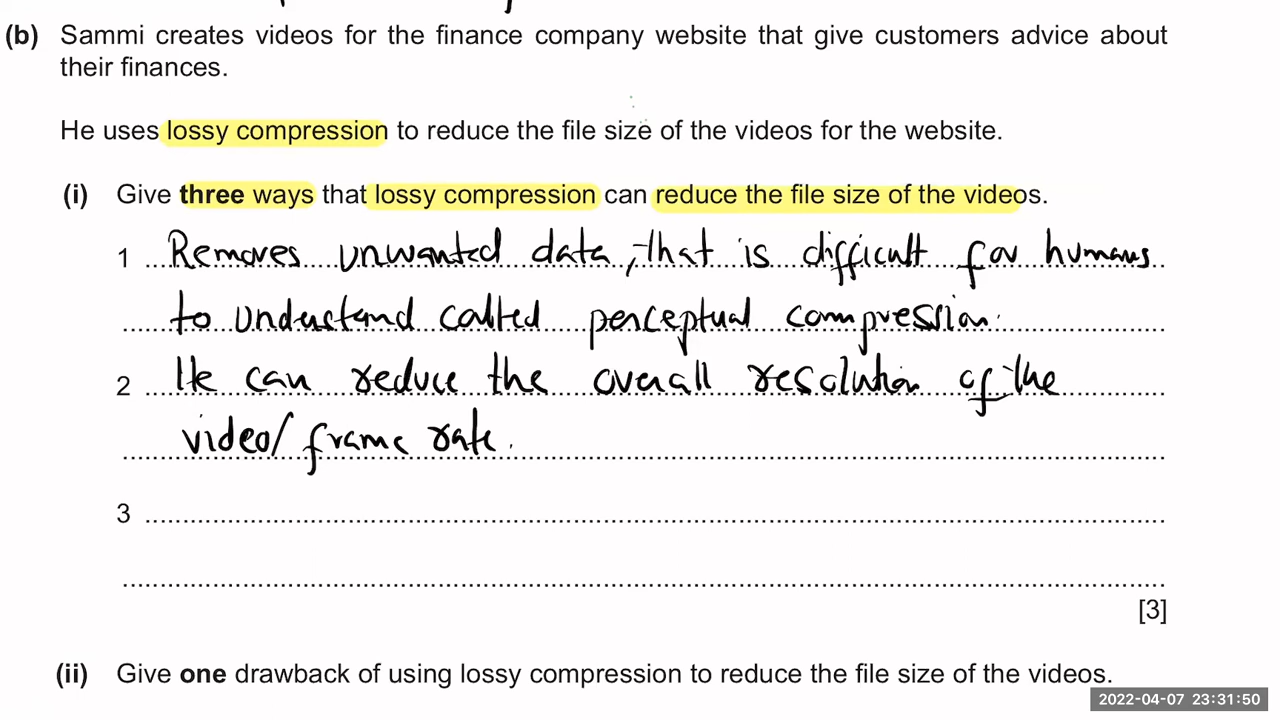 (b) Sammi creates videos for the finance company website that give customers advice about
their finances.
He uses lossy compression to reduce the file size of the videos for the website.
(i) Give three ways that lossy compression can reduce the file size of the videos.
1 Removes unwanted data, that is difficult for humans
to understand called perceptual compression.
2 He can reduce the overall resolution of the
video/ frame rate.
3
[3]
(ii) Give one drawback of using lossy compression to reduce the file size of the videos.
2022-04-07 23:31:50